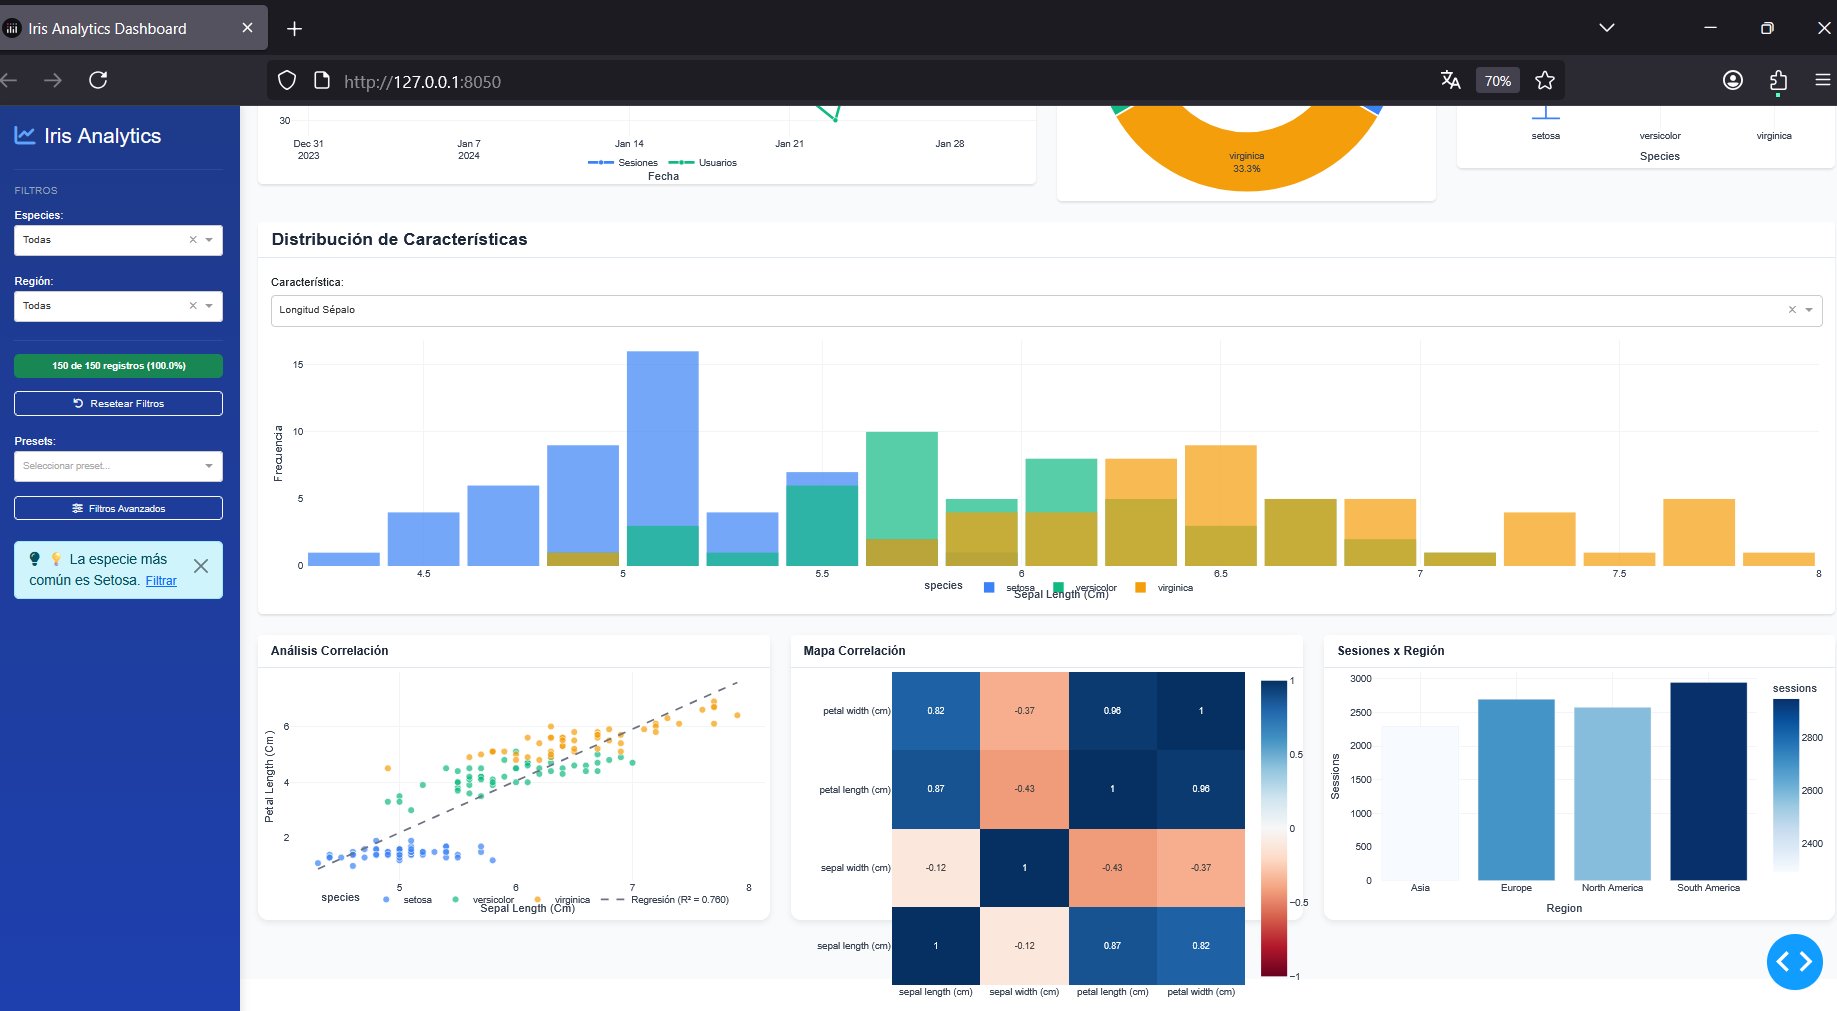 Iris Analytics Dashboard
http://127.0.0.1:8050
70%
Iris Analytics
FILTROS
Especies:
Todas
Región:
Todas
150 de 150 registros (100.0%)
Resetear Filtros
Presets:
Seleccionar preset...
Filtros Avanzados
La especie más
común es Setosa. Filtrar
30
Dec 31
2023
Jan 7
2024
Jan 14
Jan 21
Jan 28
Sesiones
Usuarios
Fecha
virginica
33.3%
setosa
versicolor
virginica
Species
Distribución de Características
Característica:
Longitud Sépalo
Frecuencia
15
10
5
0
4.5
5
5.5
6
6.5
7
7.5
8
species
setosa
versicolor
virginica
Sepal Length (Cm)
Análisis Correlación
Petal Length (Cm)
6
4
2
5
6
7
8
species
setosa
versicolor
virginica
Regresión (R² = 0.760)
Sepal Length (Cm)
Mapa Correlación
petal width (cm)
0.82
-0.37
0.96
1
petal length (cm)
0.87
-0.43
1
0.96
sepal width (cm)
-0.12
1
-0.43
-0.37
sepal length (cm)
1
-0.12
0.87
0.82
sepal length (cm)
sepal width (cm)
petal length (cm)
petal width (cm)
1
0.5
0
−0.5
−1
Sesiones x Región
Sessions
3000
2500
2000
1500
1000
500
0
Asia
Europe
North America
South America
Region
sessions
2800
2600
2400